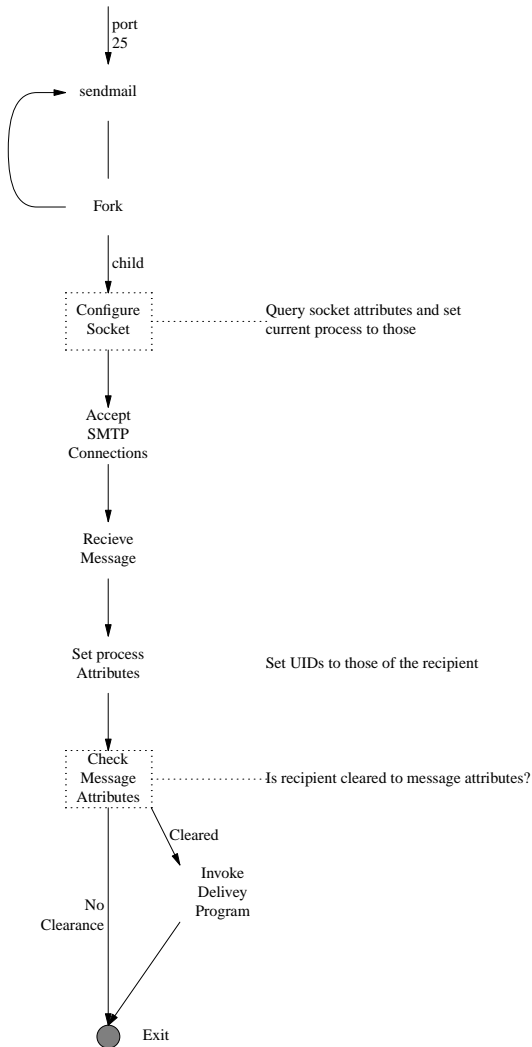 port
25
sendmail
Fork
child
Configure
Socket
Query socket attributes and set
current process to those
Accept
SMTP
Connections
Recieve
Message
Set process
Attributes
Set UIDs to those of the recipient
Check
Message
Attributes
Is recipient cleared to message attributes?
Cleared
Invoke
Delivey
Program
No
Clearance
Exit